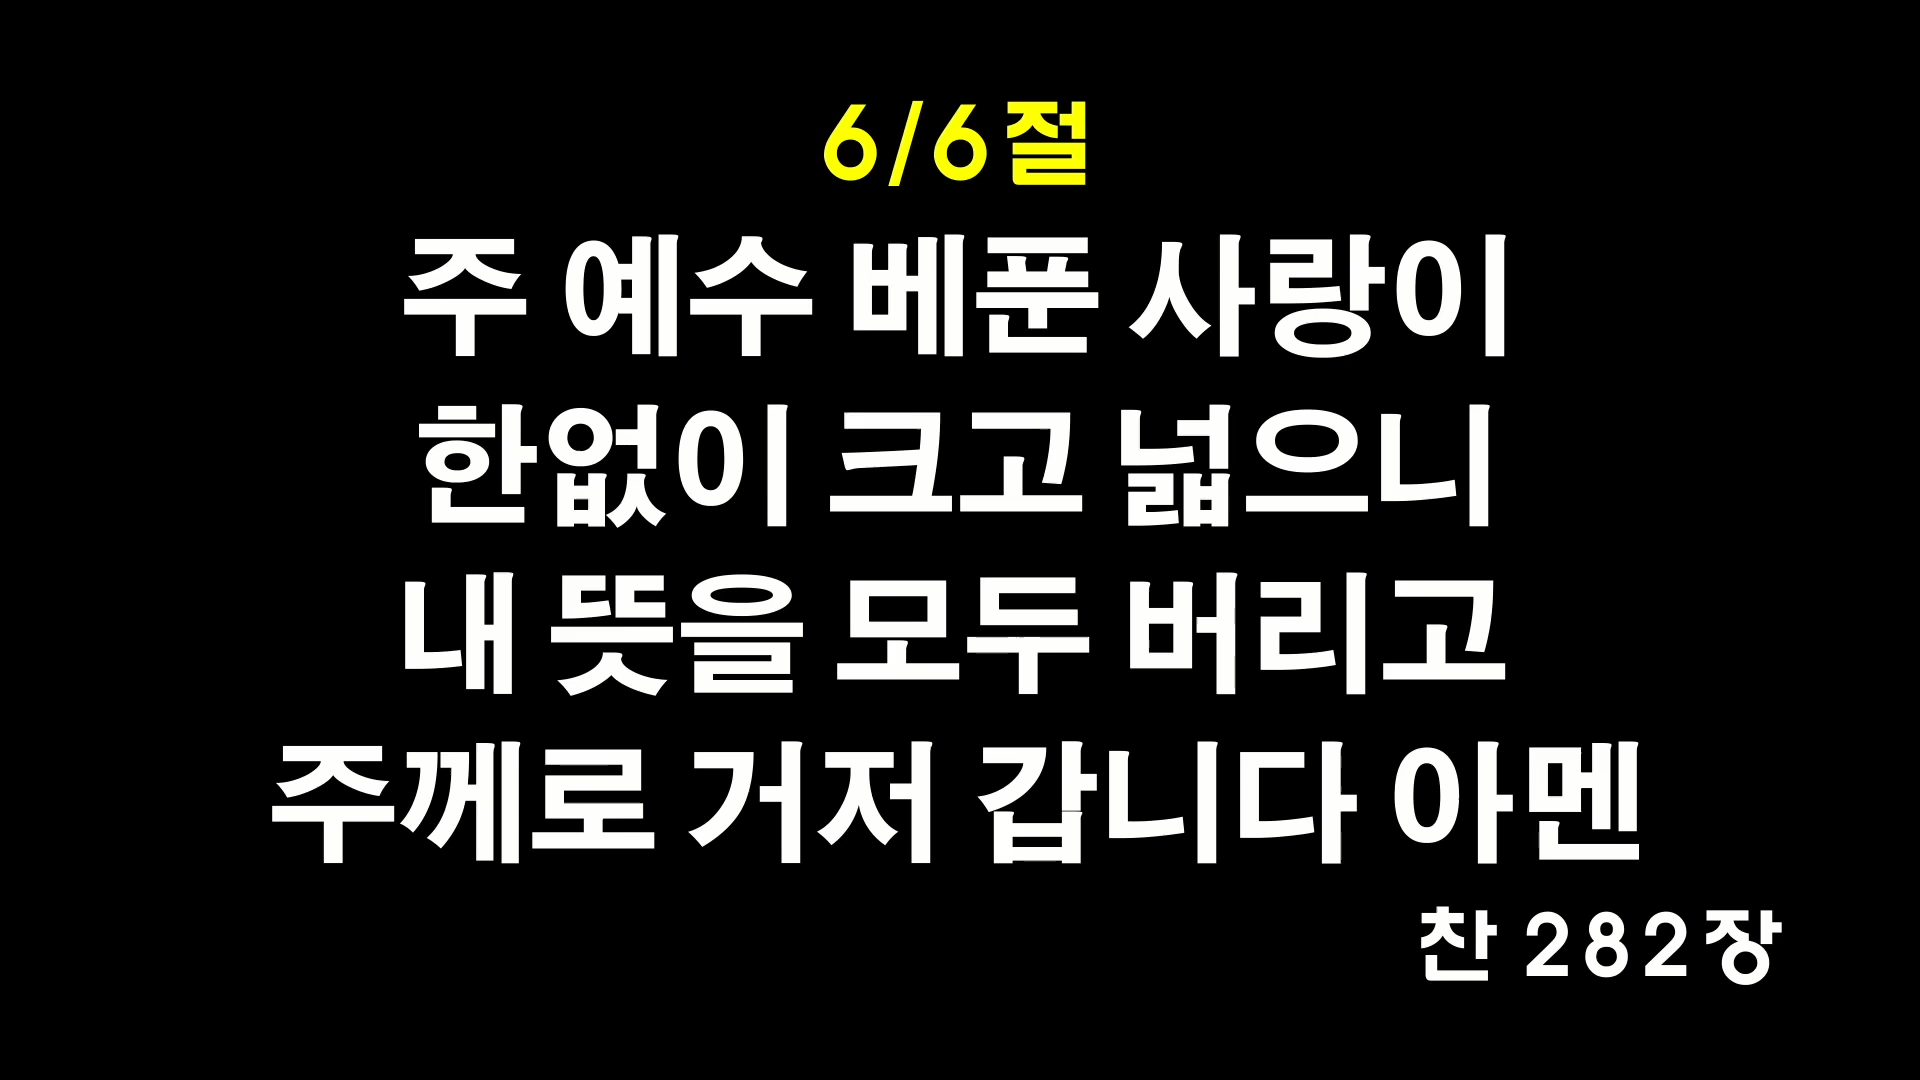 6/6절
주 예수 베푼 사랑이
한없이 크고 넓으니
내 뜻을 모두 버리고
주께로 거저 갑니다 아멘
찬 282장